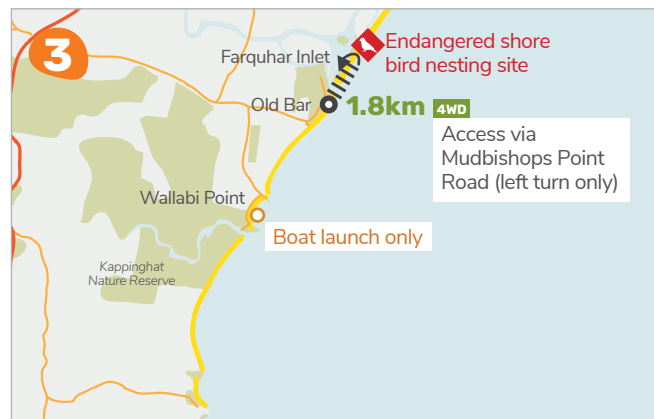 3
Farquhar Inlet
Endangered shore
bird nesting site
Old Bar
1.8km 4WD
Access via
Mudbishops Point
Road (left turn only)
Wallabi Point
Boat launch only
Kappinghat
Nature Reserve